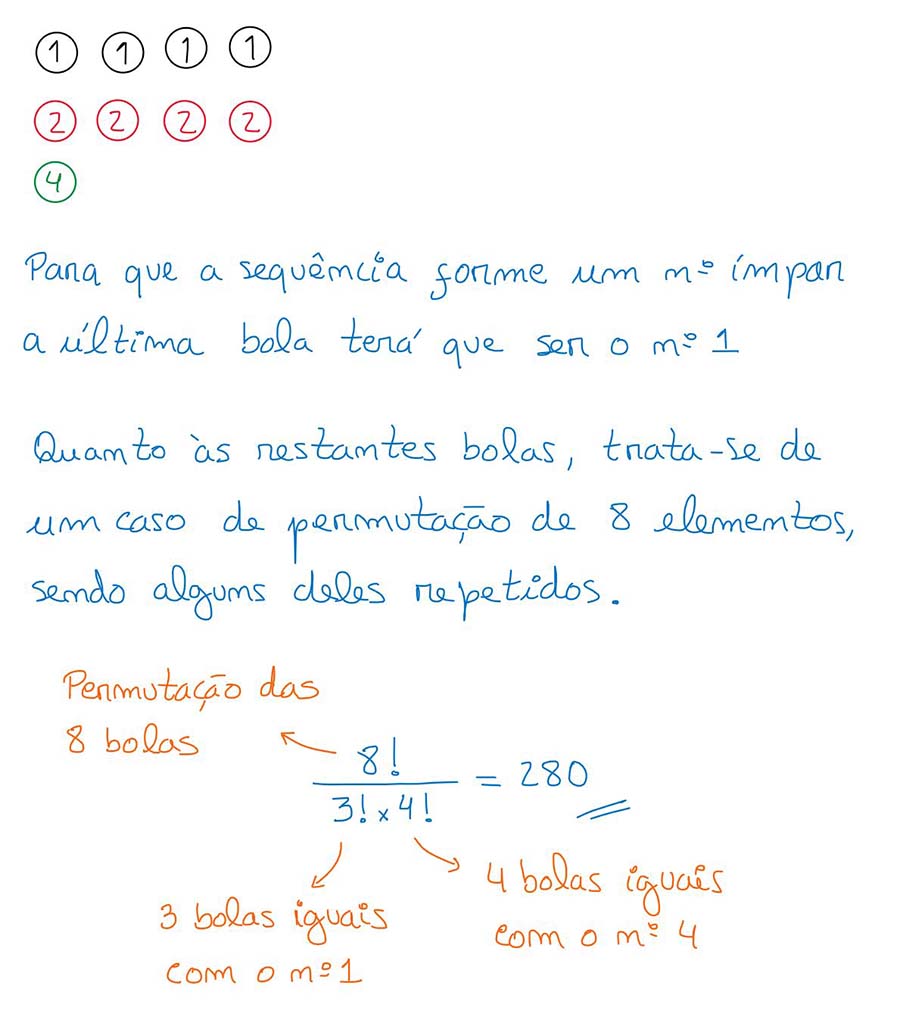 1 1 1 1
2 2 2 2
4
Para que a sequência forme um nº ímpar
a última bola terá que ser o nº 1
Quanto às restantes bolas, trata-se de
um caso de permutação de 8 elementos,
sendo alguns deles repetidos.
Permutação das
8 bolas
8!
3! × 4!
= 280
4 bolas iguais
com o nº 4
3 bolas iguais
com o nº 1